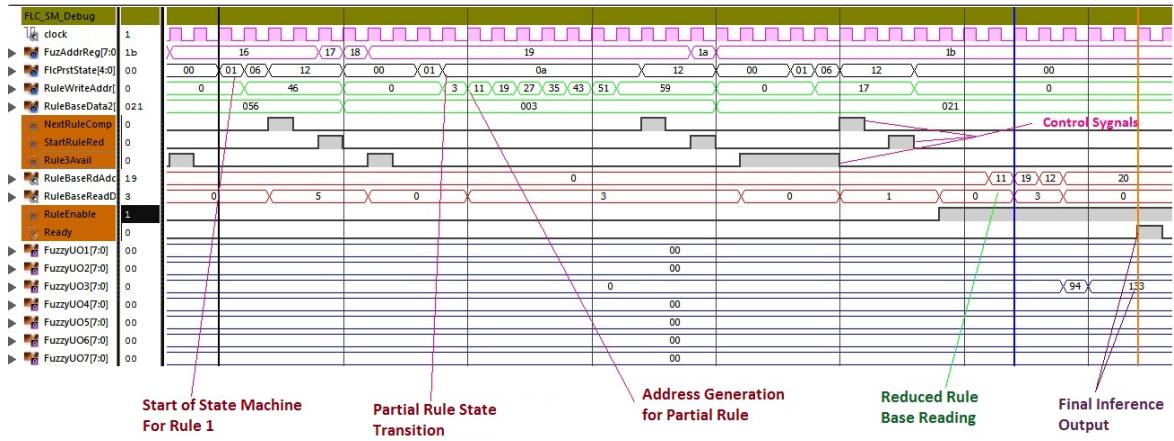 FLC_SM_Debug
clock 1
FuzAddrReg[7:0 1b 16 17 18 19 1a 1b
FlcPrstState[4:0] 00 00 01 06 12 00 01 0a 12 00 01 06 12 00
RuleWriteAddr[ 0 0 46 0 3 11 19 27 35 43 51 59 0 17 0
RuleBaseData2[ 021 056 003 021
NextRuleComp 0
Control Sygnals
StartRuleRed 0
Rule3Avail 0
RuleBaseRdAdc 19 0 11 19 12 20
RuleBaseReadD 3 0 5 0 3 0 1 0 3 0
RuleEnable 1
Ready 0
FuzzyUO1[7:0] 00 00
FuzzyUO2[7:0] 00 00
FuzzyUO3[7:0] 0 0 94 133
FuzzyUO4[7:0] 00 00
FuzzyUO5[7:0] 00 00
FuzzyUO6[7:0] 00 00
FuzzyUO7[7:0] 00 00
Start of State Machine
For Rule 1
Partial Rule State
Transition
Address Generation
for Partial Rule
Reduced Rule
Base Reading
Final Inference
Output